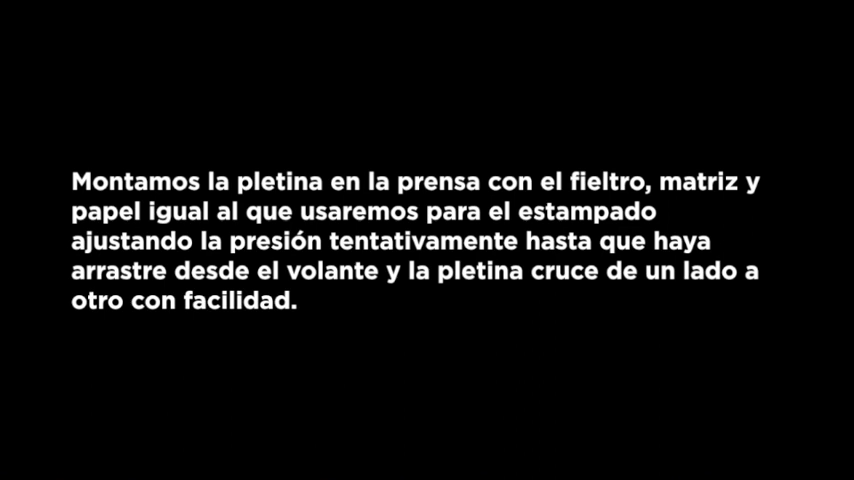 Montamos la pletina en la prensa con el fieltro, matriz y
papel igual al que usaremos para el estampado
ajustando la presión tentativamente hasta que haya
arrastre desde el volante y la pletina cruce de un lado a
otro con facilidad.